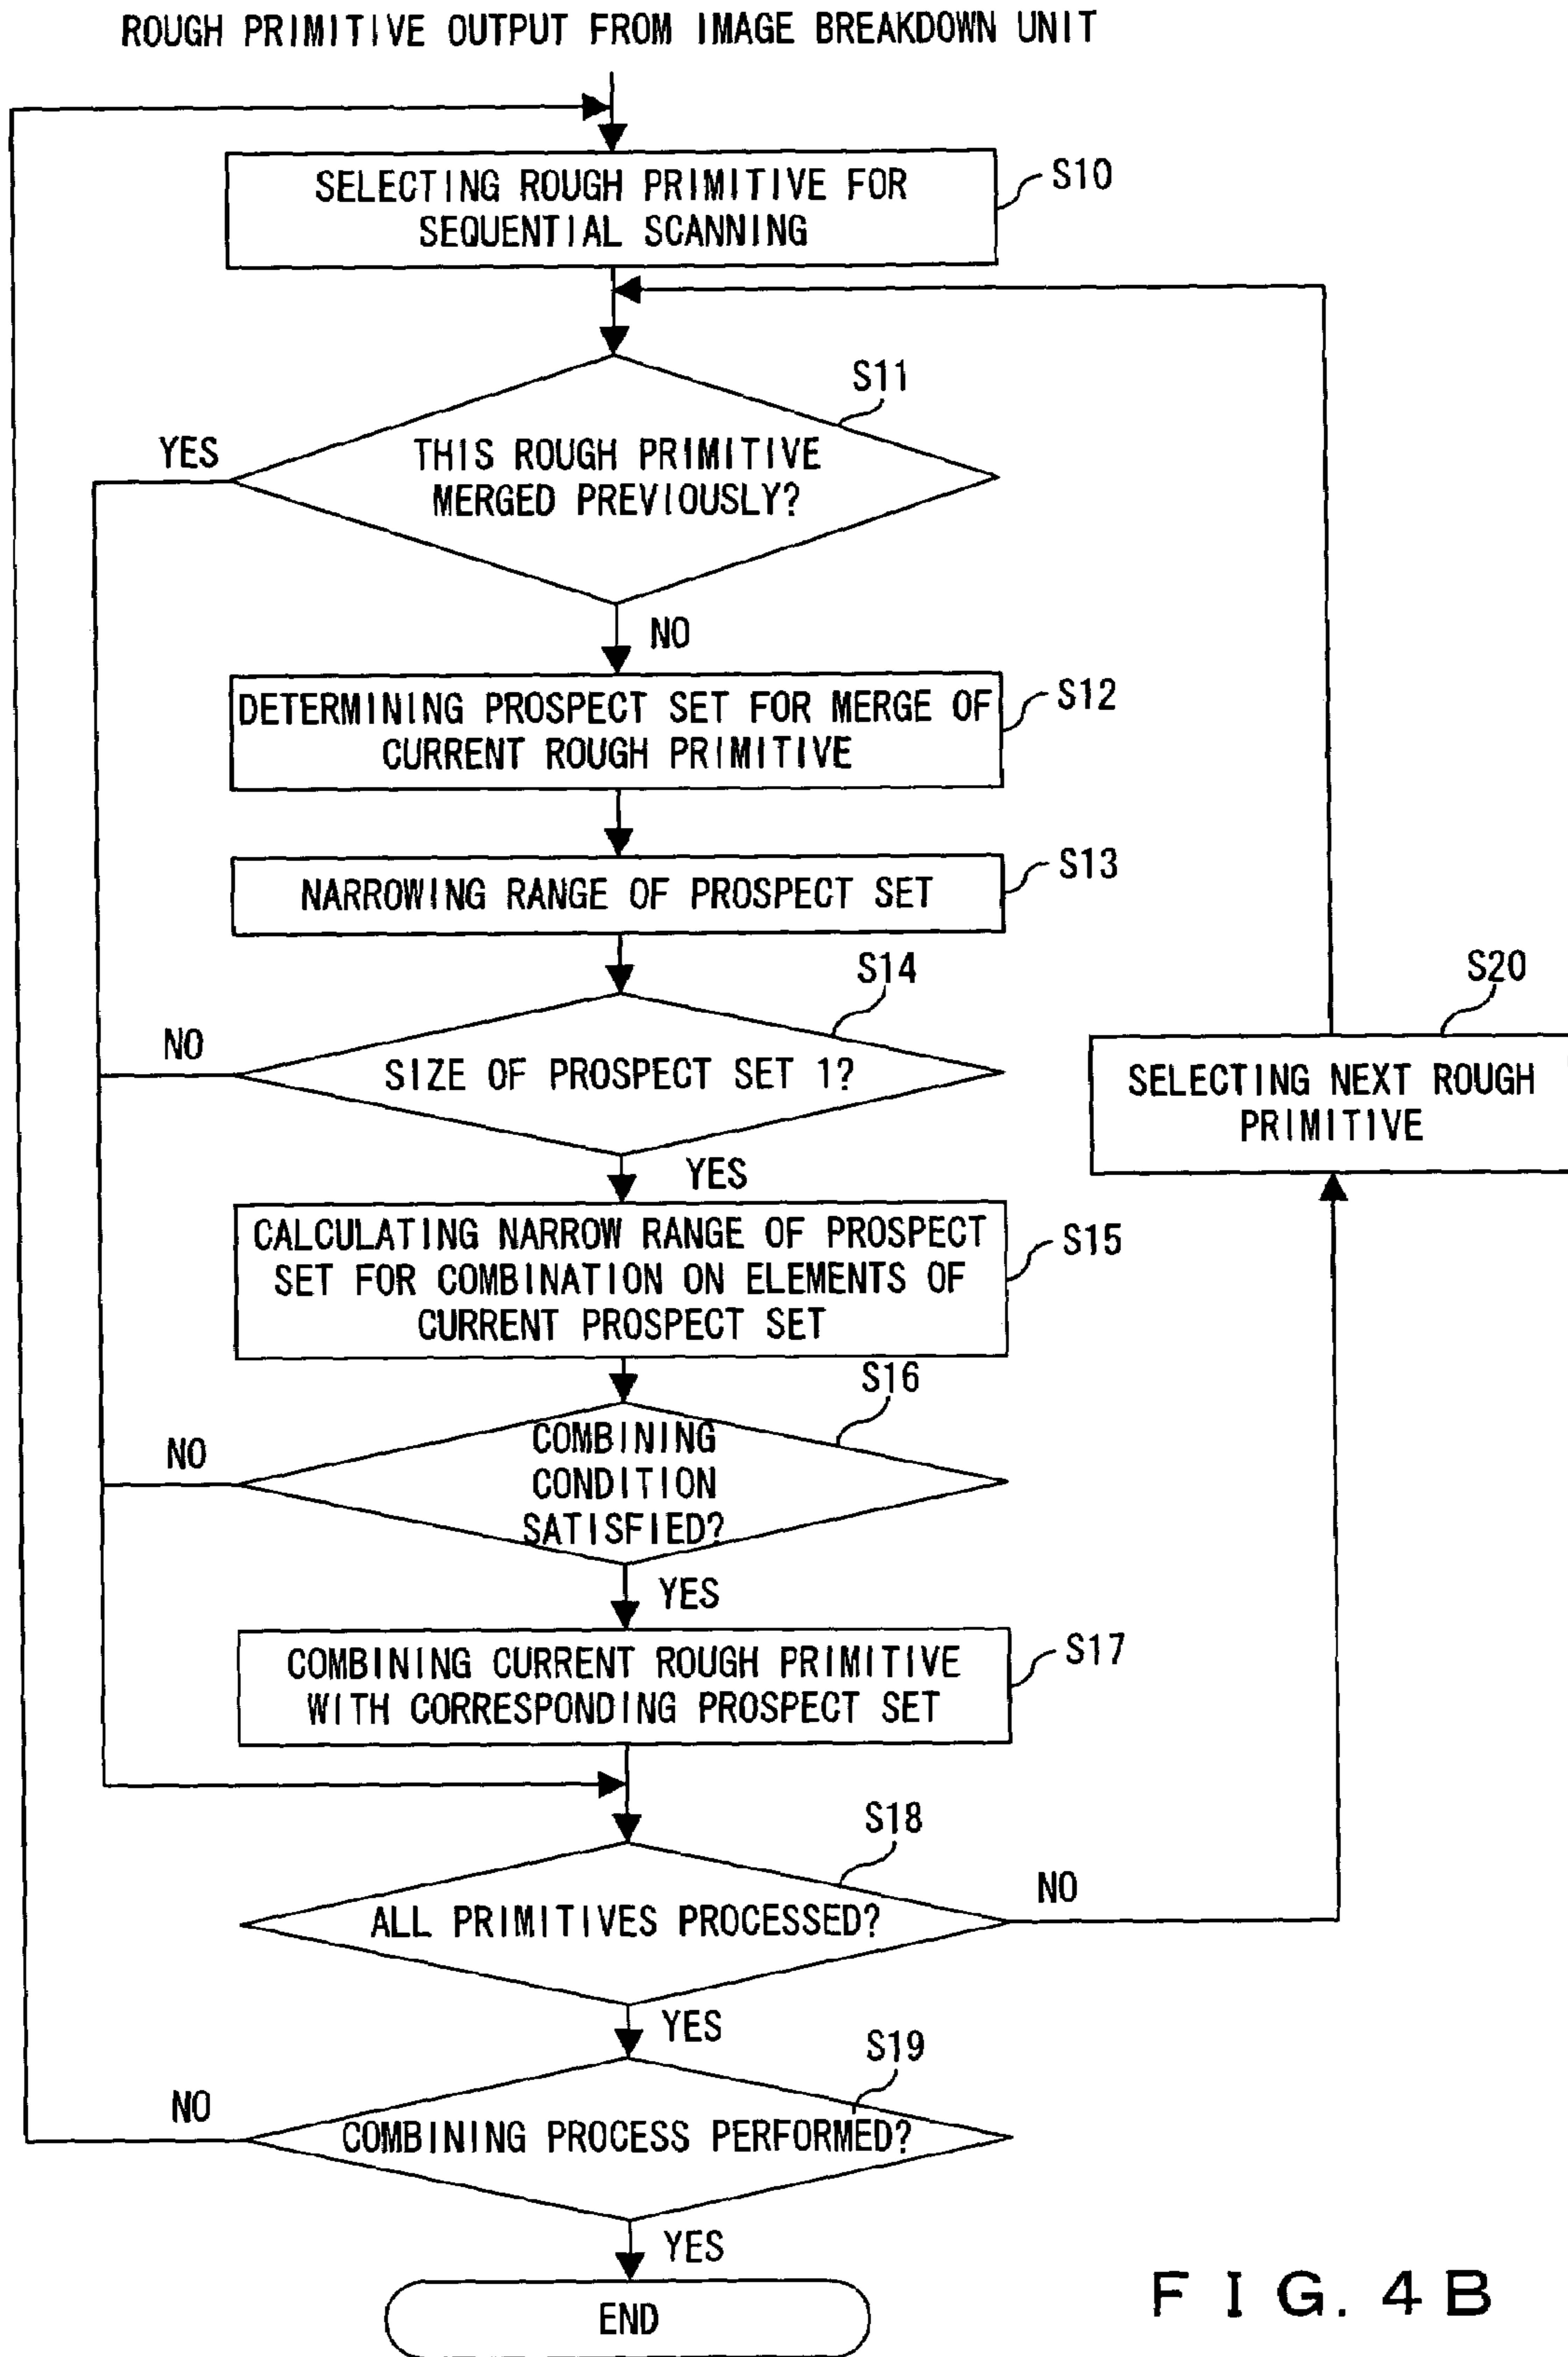 ROUGH PRIMITIVE OUTPUT FROM IMAGE BREAKDOWN UNIT
SELECTING ROUGH PRIMITIVE FOR
SEQUENTIAL SCANNING
S10
S11
YES
THIS ROUGH PRIMITIVE
MERGED PREVIOUSLY?
NO
DETERMINING PROSPECT SET FOR MERGE OF
CURRENT ROUGH PRIMITIVE
S12
NARROWING RANGE OF PROSPECT SET
S13
S14
NO
SIZE OF PROSPECT SET 1?
YES
S20
SELECTING NEXT ROUGH
PRIMITIVE
CALCULATING NARROW RANGE OF PROSPECT
SET FOR COMBINATION ON ELEMENTS OF
CURRENT PROSPECT SET
S15
S16
NO
COMBINING
CONDITION
SATISFIED?
YES
COMBINING CURRENT ROUGH PRIMITIVE
WITH CORRESPONDING PROSPECT SET
S17
S18
ALL PRIMITIVES PROCESSED?
NO
YES
S19
NO
COMBINING PROCESS PERFORMED?
YES
END
FIG. 4B